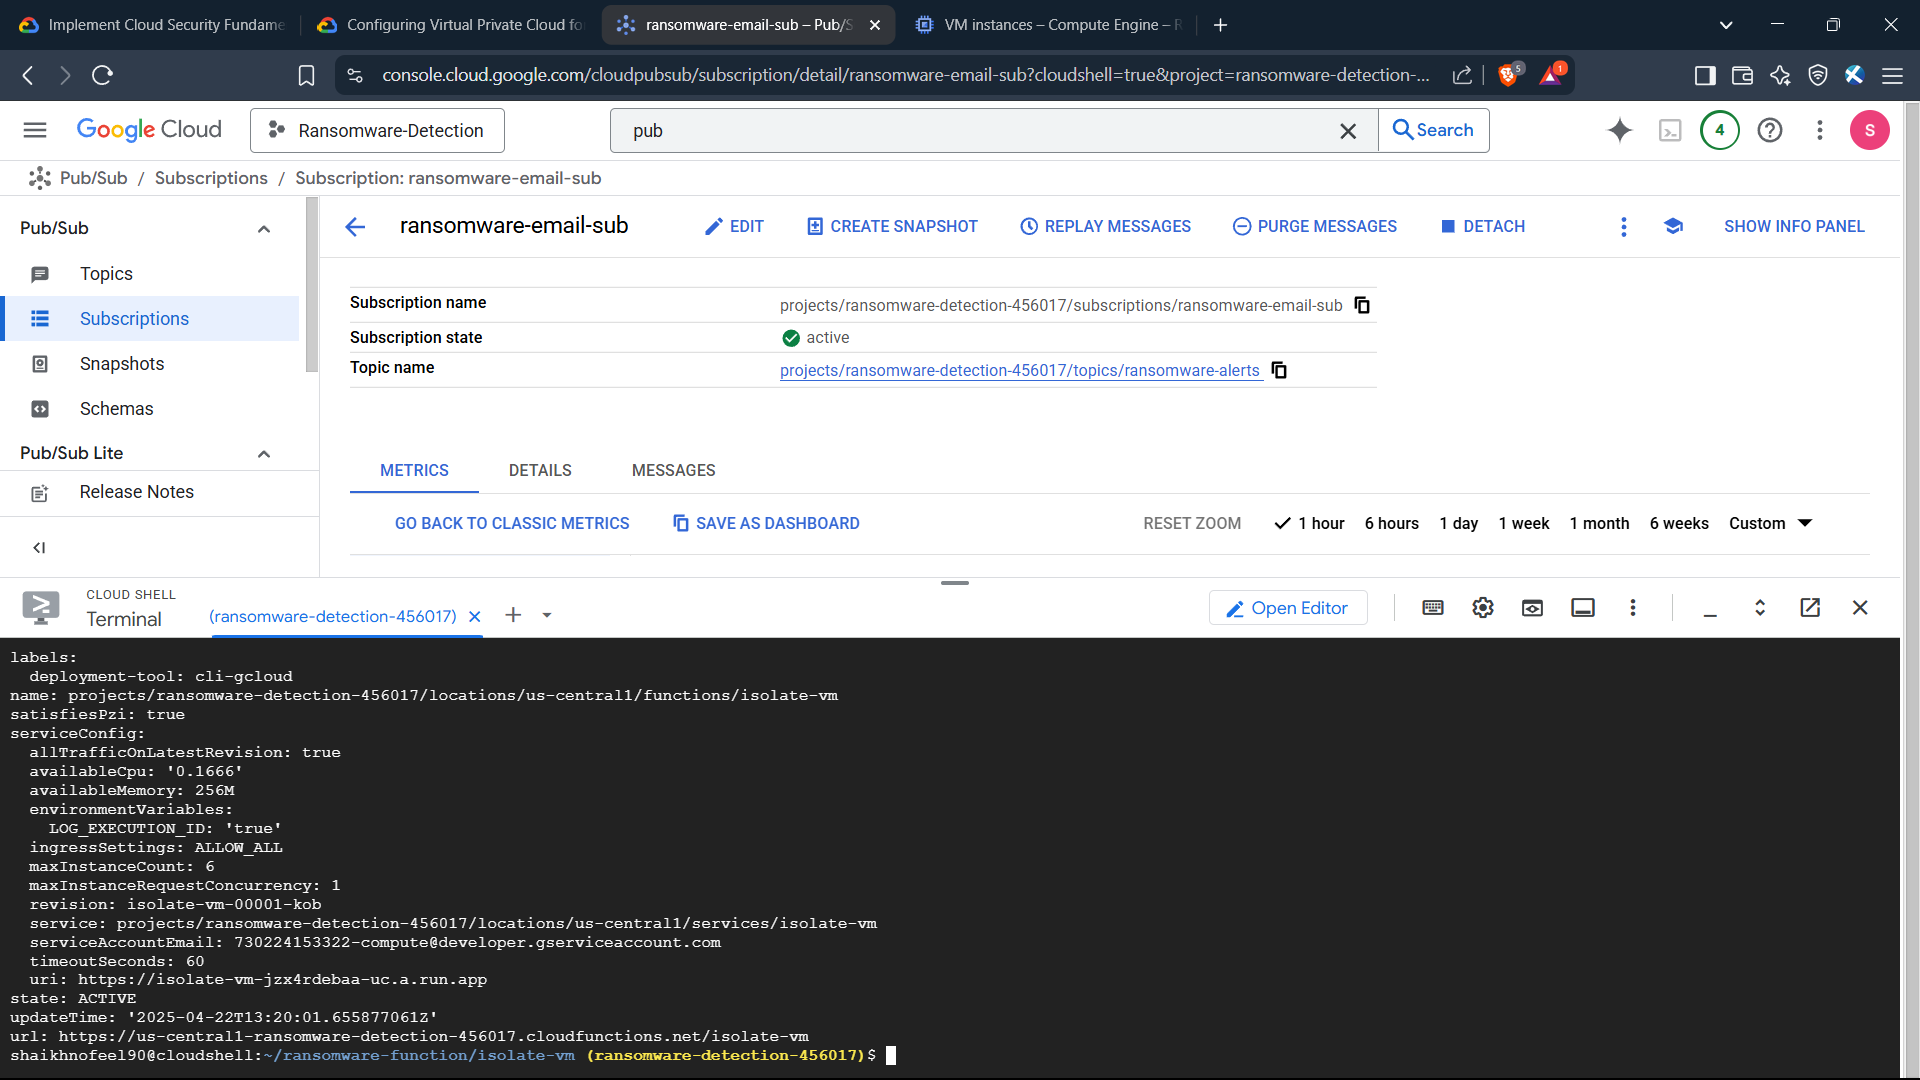 Implement Cloud Security Fundame
Configuring Virtual Private Cloud fo
ransomware-email-sub – Pub/S
VM instances – Compute Engine – R
console.cloud.google.com/cloudpubsub/subscription/detail/ransomware-email-sub?cloudshell=true&project=ransomware-detection-...
5
1
Google Cloud
Ransomware-Detection
pub
Search
4
S
Pub/Sub / Subscriptions / Subscription: ransomware-email-sub
Pub/Sub
Topics
Subscriptions
Snapshots
Schemas
Pub/Sub Lite
Release Notes
ransomware-email-sub
EDIT
CREATE SNAPSHOT
REPLAY MESSAGES
PURGE MESSAGES
DETACH
SHOW INFO PANEL
Subscription name
projects/ransomware-detection-456017/subscriptions/ransomware-email-sub
Subscription state
active
Topic name
projects/ransomware-detection-456017/topics/ransomware-alerts
METRICS
DETAILS
MESSAGES
GO BACK TO CLASSIC METRICS
SAVE AS DASHBOARD
RESET ZOOM
1 hour
6 hours
1 day
1 week
1 month
6 weeks
Custom
CLOUD SHELL
Terminal
(ransomware-detection-456017)
Open Editor
labels:
  deployment-tool: cli-gcloud
name: projects/ransomware-detection-456017/locations/us-central1/functions/isolate-vm
satisfiesPzi: true
serviceConfig:
  allTrafficOnLatestRevision: true
  availableCpu: '0.1666'
  availableMemory: 256M
  environmentVariables:
    LOG_EXECUTION_ID: 'true'
  ingressSettings: ALLOW_ALL
  maxInstanceCount: 6
  maxInstanceRequestConcurrency: 1
  revision: isolate-vm-00001-kob
  service: projects/ransomware-detection-456017/locations/us-central1/services/isolate-vm
  serviceAccountEmail: 730224153322-compute@developer.gserviceaccount.com
  timeoutSeconds: 60
  uri: https://isolate-vm-jzx4rdebaa-uc.a.run.app
state: ACTIVE
updateTime: '2025-04-22T13:20:01.655877061Z'
url: https://us-central1-ransomware-detection-456017.cloudfunctions.net/isolate-vm
shaikhnofeel90@cloudshell:~/ransomware-function/isolate-vm (ransomware-detection-456017)$